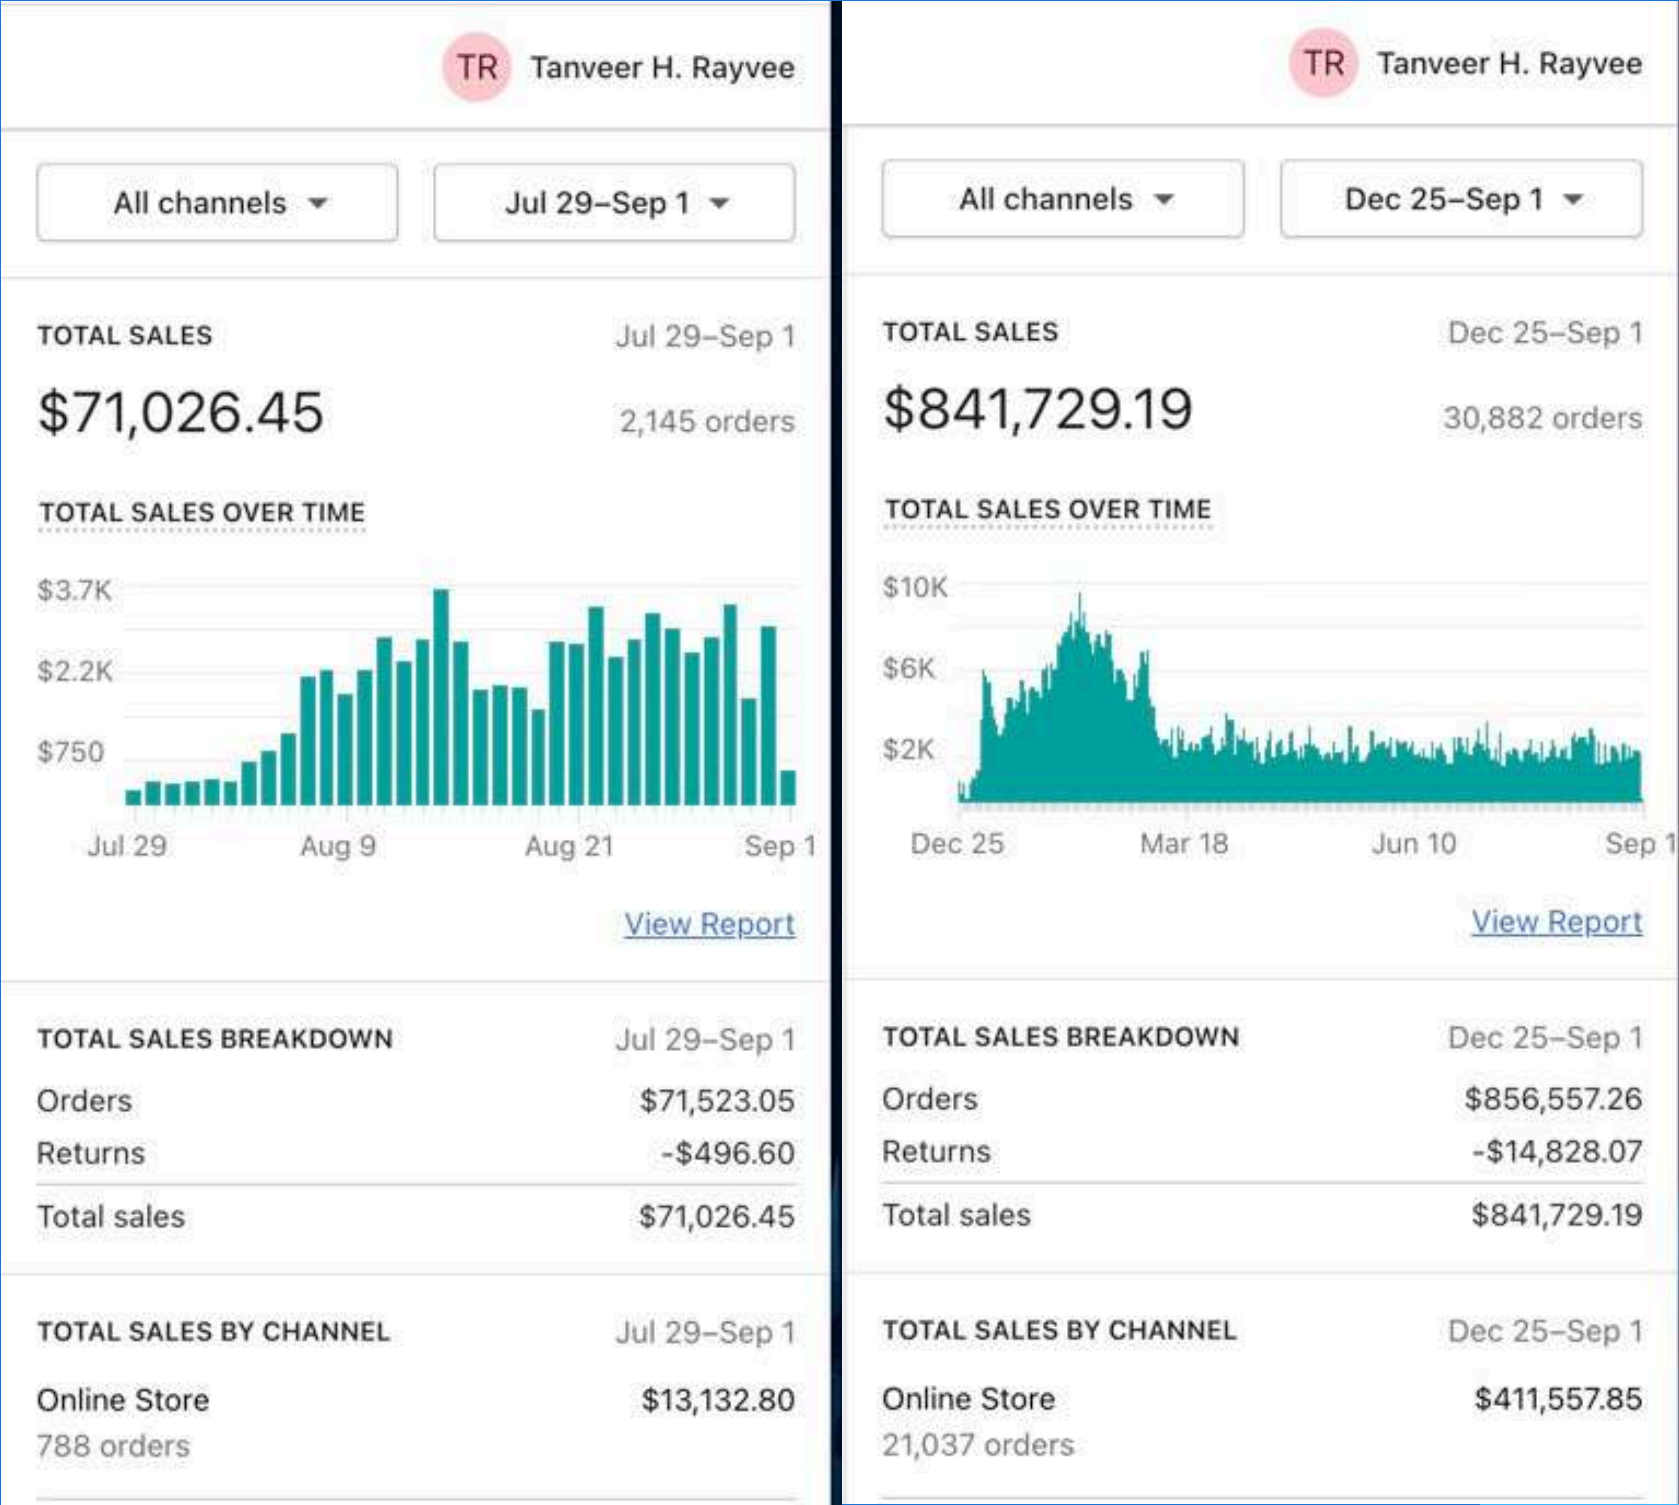 TR Tanveer H. Rayvee
All channels Jul 29–Sep 1
TOTAL SALES Jul 29–Sep 1
$71,026.45 2,145 orders
TOTAL SALES OVER TIME
$3.7K
$2.2K
$750
Jul 29 Aug 9 Aug 21 Sep 1
View Report
TOTAL SALES BREAKDOWN Jul 29–Sep 1
Orders $71,523.05
Returns -$496.60
Total sales $71,026.45
TOTAL SALES BY CHANNEL Jul 29–Sep 1
Online Store $13,132.80
788 orders
TR Tanveer H. Rayvee
All channels Dec 25–Sep 1
TOTAL SALES Dec 25–Sep 1
$841,729.19 30,882 orders
TOTAL SALES OVER TIME
$10K
$6K
$2K
Dec 25 Mar 18 Jun 10 Sep 1
View Report
TOTAL SALES BREAKDOWN Dec 25–Sep 1
Orders $856,557.26
Returns -$14,828.07
Total sales $841,729.19
TOTAL SALES BY CHANNEL Dec 25–Sep 1
Online Store $411,557.85
21,037 orders